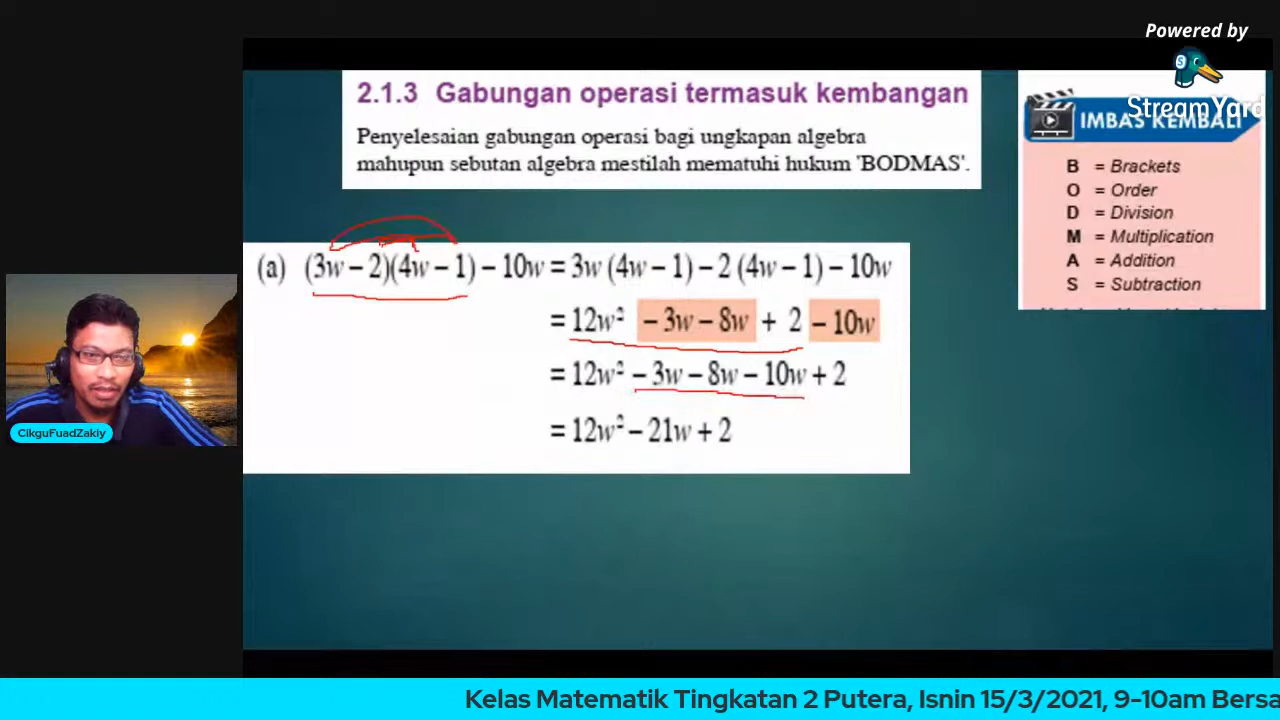 Powered by
StreamYard
2.1.3 Gabungan operasi termasuk kembangan
Penyelesaian gabungan operasi bagi ungkapan algebra
mahupun sebutan algebra mestilah mematuhi hukum 'BODMAS'.
IMBAS KEMBALI
B = Brackets
O = Order
D = Division
M = Multiplication
A = Addition
S = Subtraction
(a) (3w – 2)(4w – 1) – 10w = 3w (4w – 1) – 2 (4w – 1) – 10w
= 12w² – 3w – 8w + 2 – 10w
= 12w² – 3w – 8w – 10w + 2
= 12w² – 21w + 2
CikguFuadZakiy
Kelas Matematik Tingkatan 2 Putera, Isnin 15/3/2021, 9-10am Bersa